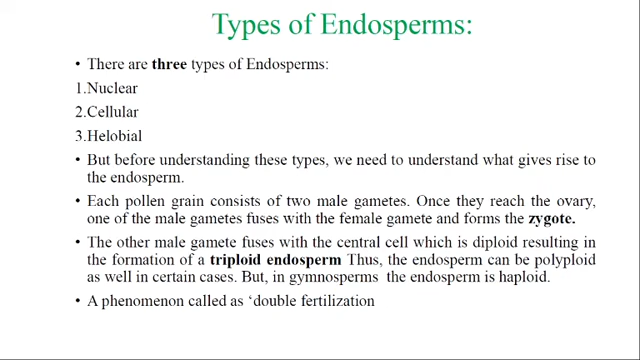 Types of Endosperms:
• There are three types of Endosperms:
1.Nuclear
2.Cellular
3.Helobial
• But before understanding these types, we need to understand what gives rise to
the endosperm.
• Each pollen grain consists of two male gametes. Once they reach the ovary,
one of the male gametes fuses with the female gamete and forms the zygote.
• The other male gamete fuses with the central cell which is diploid resulting in
the formation of a triploid endosperm Thus, the endosperm can be polyploid
as well in certain cases. But, in gymnosperms the endosperm is haploid.
• A phenomenon called as ‘double fertilization